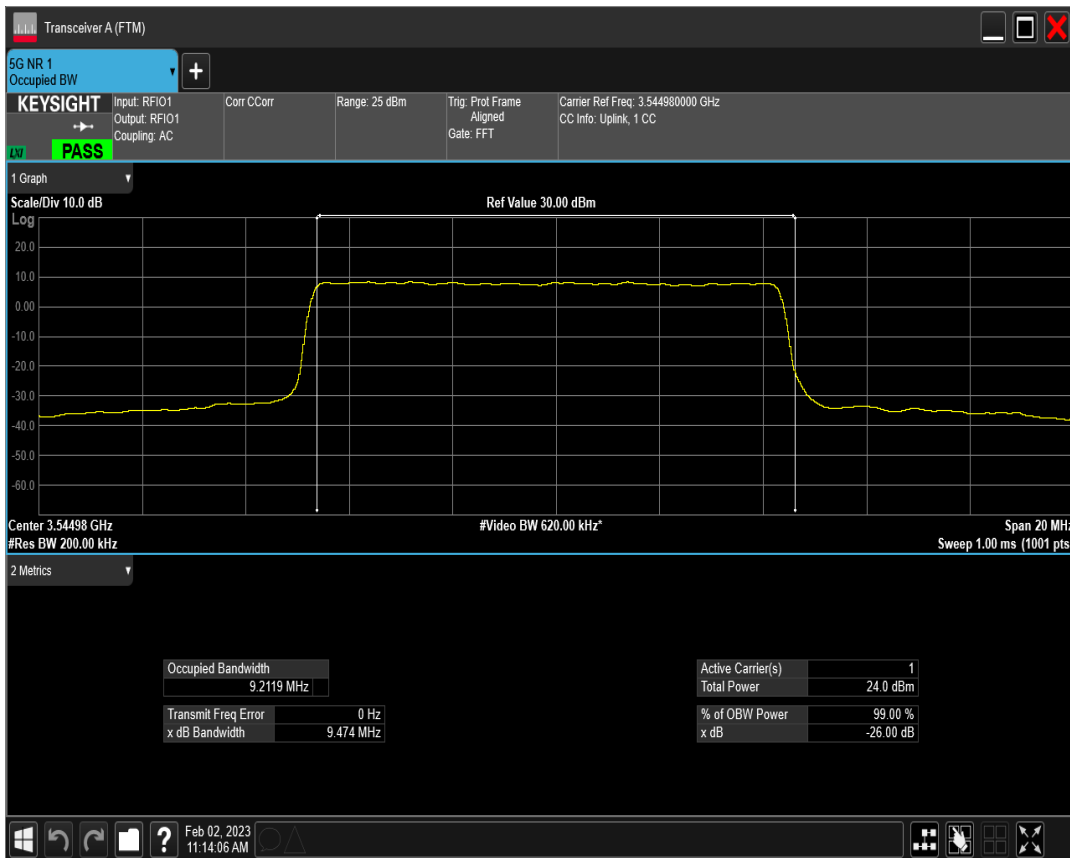 Transceiver A (FTM)
5G NR 1
Occupied BW
+
KEYSIGHT
LXI
PASS
Input: RFIO1
Output: RFIO1
Coupling: AC
Corr CCorr
Range: 25 dBm
Trig: Prot Frame
Aligned
Gate: FFT
Carrier Ref Freq: 3.544980000 GHz
CC Info: Uplink, 1 CC
1 Graph
Scale/Div 10.0 dB
Ref Value 30.00 dBm
Log
20.0
10.0
0.00
-10.0
-20.0
-30.0
-40.0
-50.0
-60.0
Center 3.54498 GHz
#Video BW 620.00 kHz*
Span 20 MHz
#Res BW 200.00 kHz
Sweep 1.00 ms (1001 pts
2 Metrics
Occupied Bandwidth
9.2119 MHz
Transmit Freq Error 0 Hz
x dB Bandwidth 9.474 MHz
Active Carrier(s) 1
Total Power 24.0 dBm
% of OBW Power 99.00 %
x dB -26.00 dB
?
Feb 02, 2023
11:14:06 AM